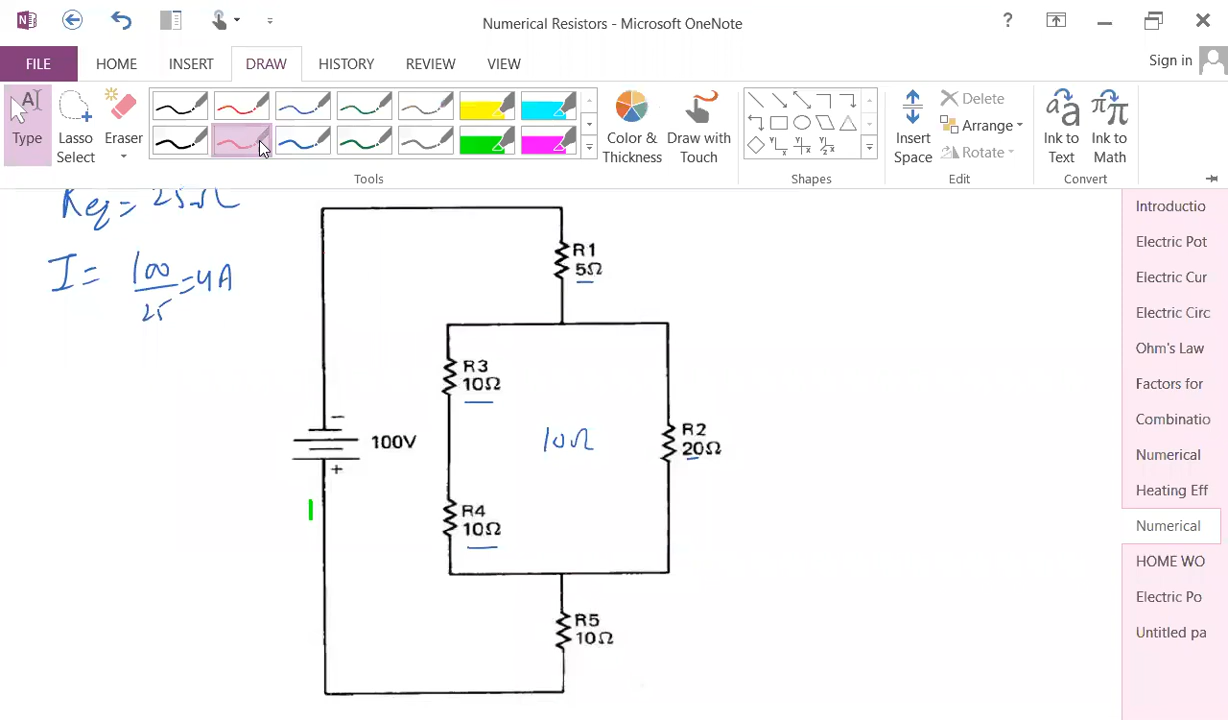 Numerical Resistors - Microsoft OneNote
?
Sign in
FILE HOME INSERT DRAW HISTORY REVIEW VIEW
Type
Lasso Select
Eraser
Color & Thickness
Draw with Touch
Insert Space
Delete
Arrange
Rotate
Ink to Text
Ink to Math
Tools
Shapes
Edit
Convert
Req = 25Ω
I = 100/25 = 4A
R1
5Ω
R3
10Ω
10Ω
R2
20Ω
100V
−
+
R4
10Ω
R5
10Ω
Introductio
Electric Pot
Electric Cur
Electric Circ
Ohm's Law
Factors for
Combinatio
Numerical
Heating Eff
Numerical
HOME WO
Electric Po
Untitled pa